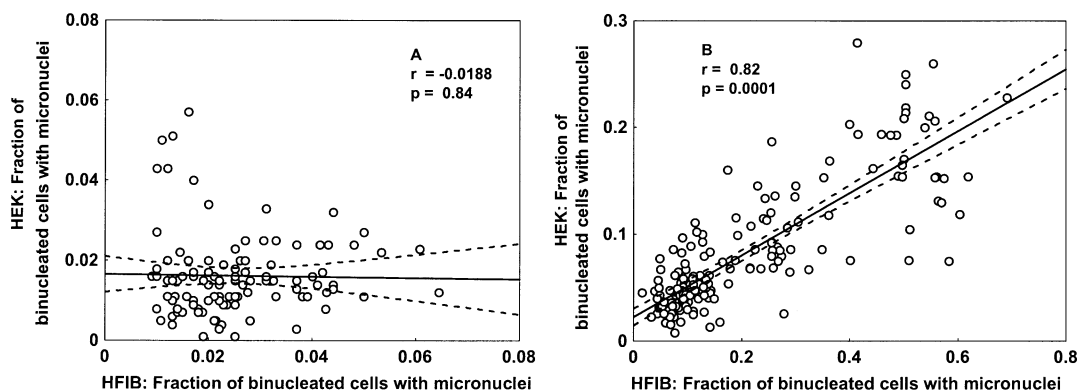 HEK: Fraction of
binucleated cells with micronuclei
0.08
0.06
0.04
0.02
0
A
r = -0.0188
p = 0.84
0 0.02 0.04 0.06 0.08
HFIB: Fraction of binucleated cells with micronuclei
HEK: Fraction of
binucleated cells with micronuclei
0.3
0.2
0.1
0
B
r = 0.82
p = 0.0001
0 0.2 0.4 0.6 0.8
HFIB: Fraction of binucleated cells with micronuclei